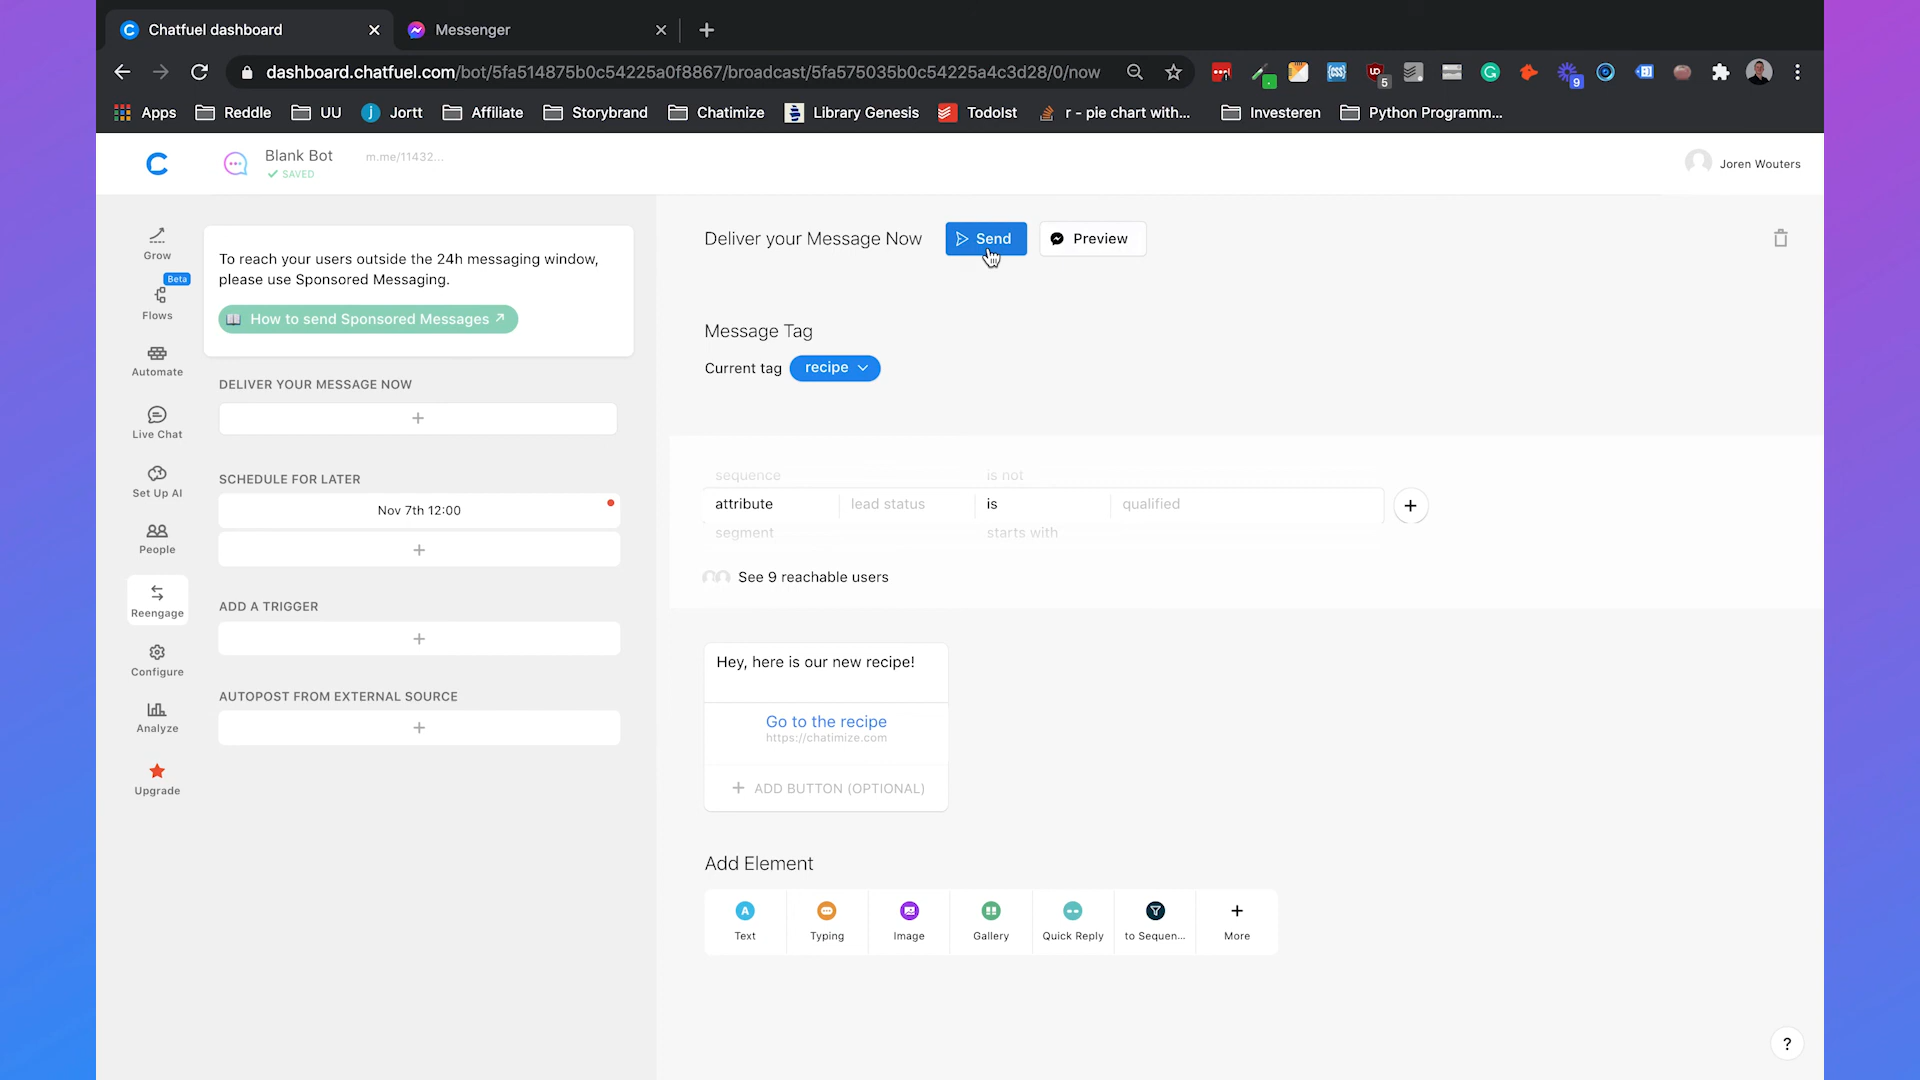 Chatfuel dashboard
Messenger
dashboard.chatfuel.com/bot/5fa514875b0c54225a0f8867/broadcast/5fa575035b0c54225a4c3d28/0/now
5
9
Apps
Reddle
UU
Jortt
Affiliate
Storybrand
Chatimize
Library Genesis
TodoIst
r - pie chart with...
Investeren
Python Programm...
Blank Bot
m.me/11432...
SAVED
Joren Wouters
Grow
Beta
Flows
Automate
Live Chat
Set Up AI
People
Reengage
Configure
Analyze
Upgrade
To reach your users outside the 24h messaging window,
please use Sponsored Messaging.
How to send Sponsored Messages
DELIVER YOUR MESSAGE NOW
SCHEDULE FOR LATER
Nov 7th 12:00
ADD A TRIGGER
AUTOPOST FROM EXTERNAL SOURCE
Deliver your Message Now
Send
Preview
Message Tag
Current tag
recipe
sequence
is not
attribute
lead status
is
qualified
segment
starts with
See 9 reachable users
Hey, here is our new recipe!
Go to the recipe
https://chatimize.com
ADD BUTTON (OPTIONAL)
Add Element
Text
Typing
Image
Gallery
Quick Reply
to Sequen...
More
?